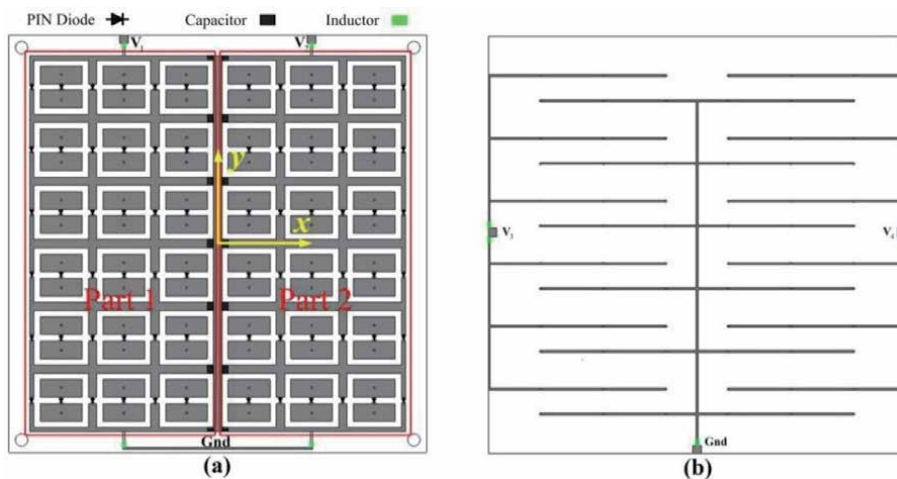 PIN Diode Capacitor Inductor
V1 V2
y
x
Part 1 Part 2
Gnd
(a)
V3 V4
Gnd
(b)